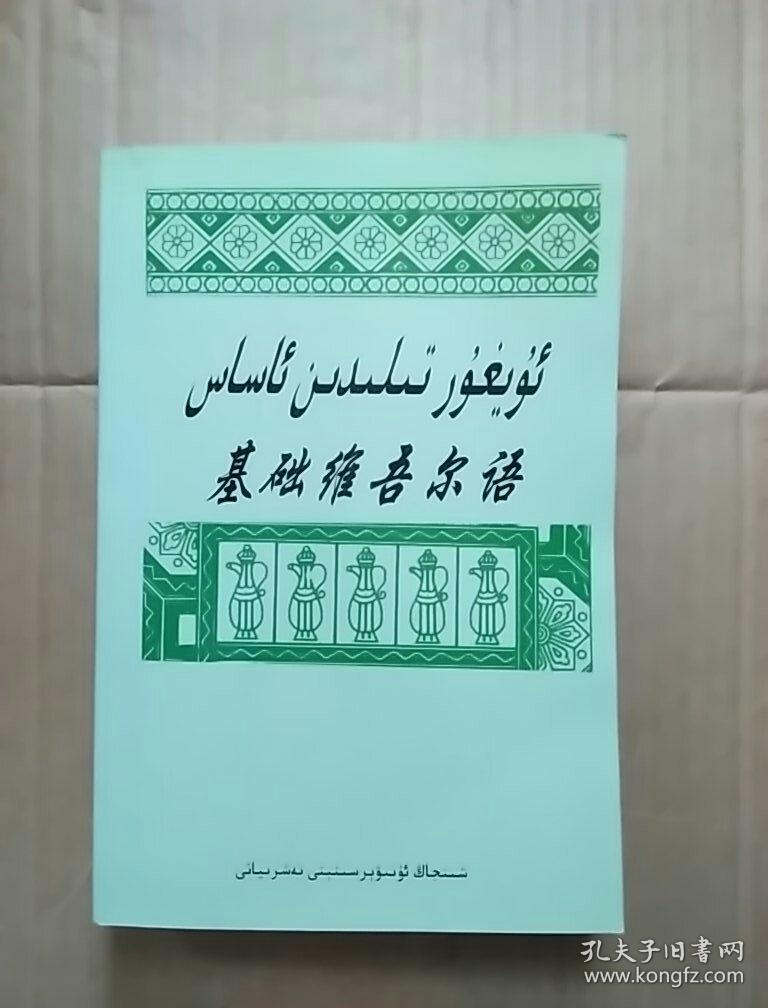 ئۇيغۇر تىلىدىن ئاساس
基础维吾尔语
شىنجاڭ ئۇنىۋېرسىتېتى نەشرىياتى
孔夫子旧书网
www.kongfz.com